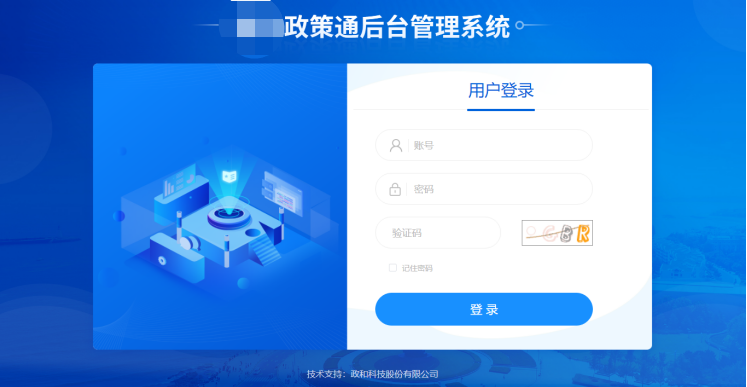 政策通后台管理系统
用户登录
账号
密码
验证码
记住密码
登 录
技术支持：政和科技股份有限公司